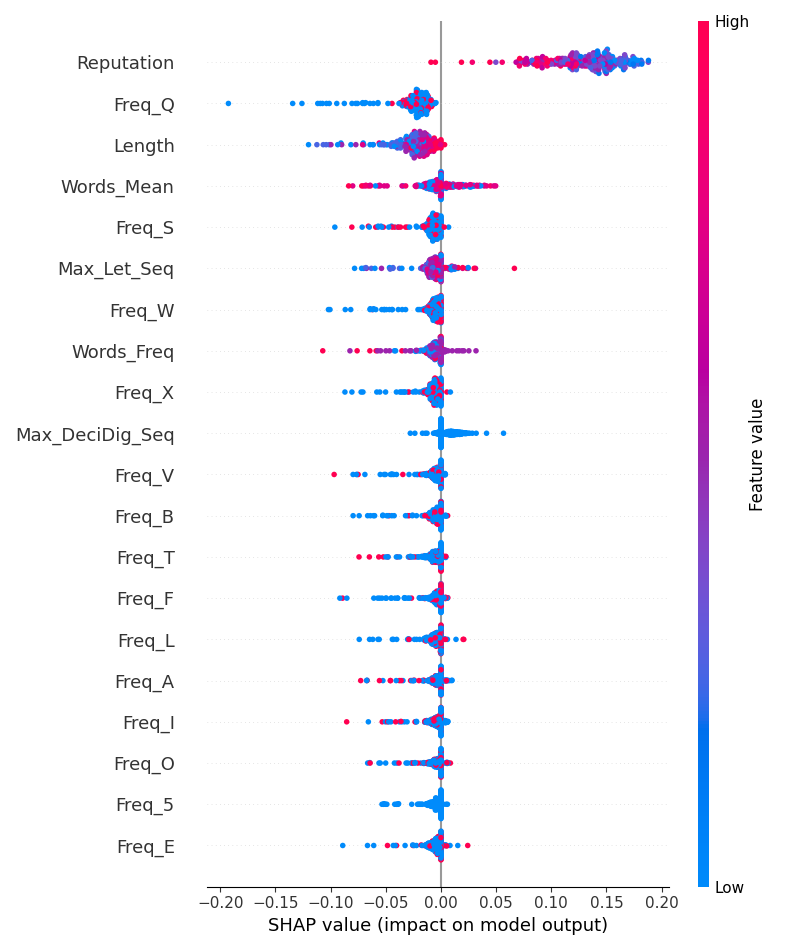 High
Reputation
Freq_Q
Length
Words_Mean
Freq_S
Max_Let_Seq
Freq_W
Words_Freq
Freq_X
Max_DeciDig_Seq
Freq_V
Freq_B
Freq_T
Freq_F
Freq_L
Freq_A
Freq_I
Freq_O
Freq_5
Freq_E
Feature value
Low
−0.20 −0.15 −0.10 −0.05 0.00 0.05 0.10 0.15 0.20
SHAP value (impact on model output)